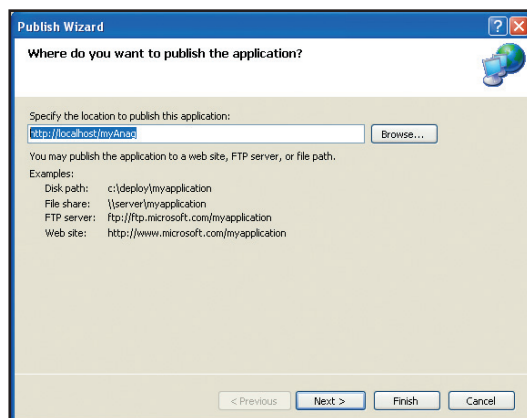 Publish Wizard
Where do you want to publish the application?
Specify the location to publish this application:
http://localhost/myAnag
Browse...
You may publish the application to a web site, FTP server, or file path.
Examples:
Disk path: c:\deploy\myapplication
File share: \\server\myapplication
FTP server: ftp://ftp.microsoft.com/myapplication
Web site: http://www.microsoft.com/myapplication
< Previous Next > Finish Cancel